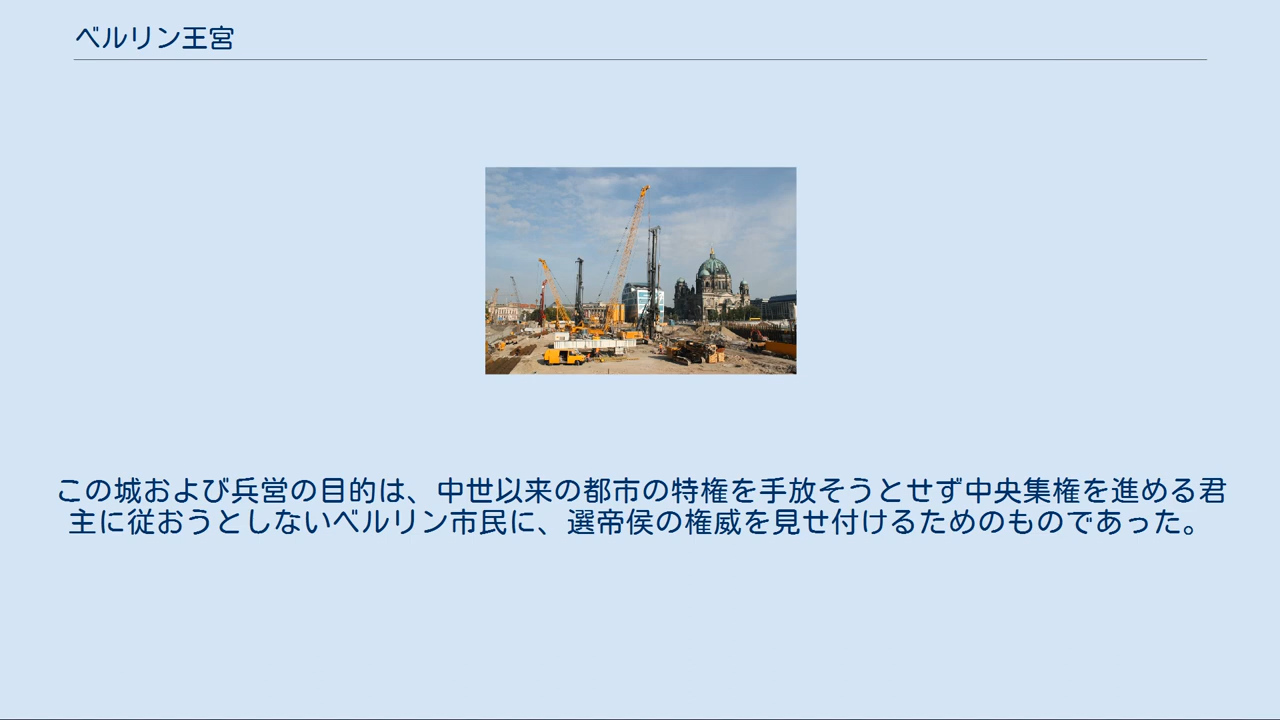 ベルリン王宮
この城および兵営の目的は、中世以来の都市の特権を手放そうとせず中央集権を進める君
主に従おうとしないベルリン市民に、選帝侯の権威を見せ付けるためのものであった。